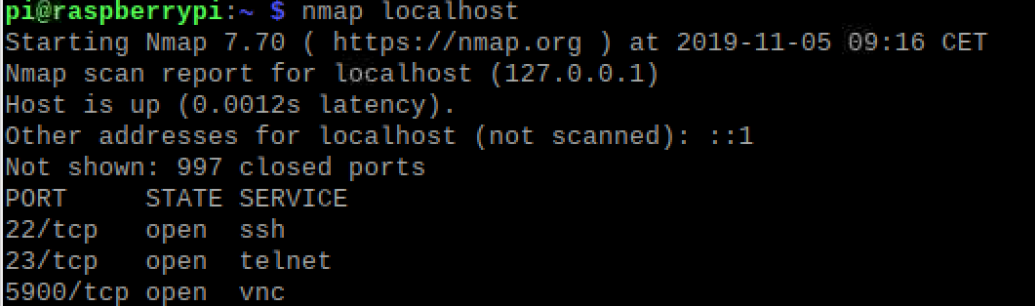 pi@raspberrypi:~ $ nmap localhost
Starting Nmap 7.70 ( https://nmap.org ) at 2019-11-05 09:16 CET
Nmap scan report for localhost (127.0.0.1)
Host is up (0.0012s latency).
Other addresses for localhost (not scanned): ::1
Not shown: 997 closed ports
PORT     STATE SERVICE
22/tcp   open  ssh
23/tcp   open  telnet
5900/tcp open  vnc